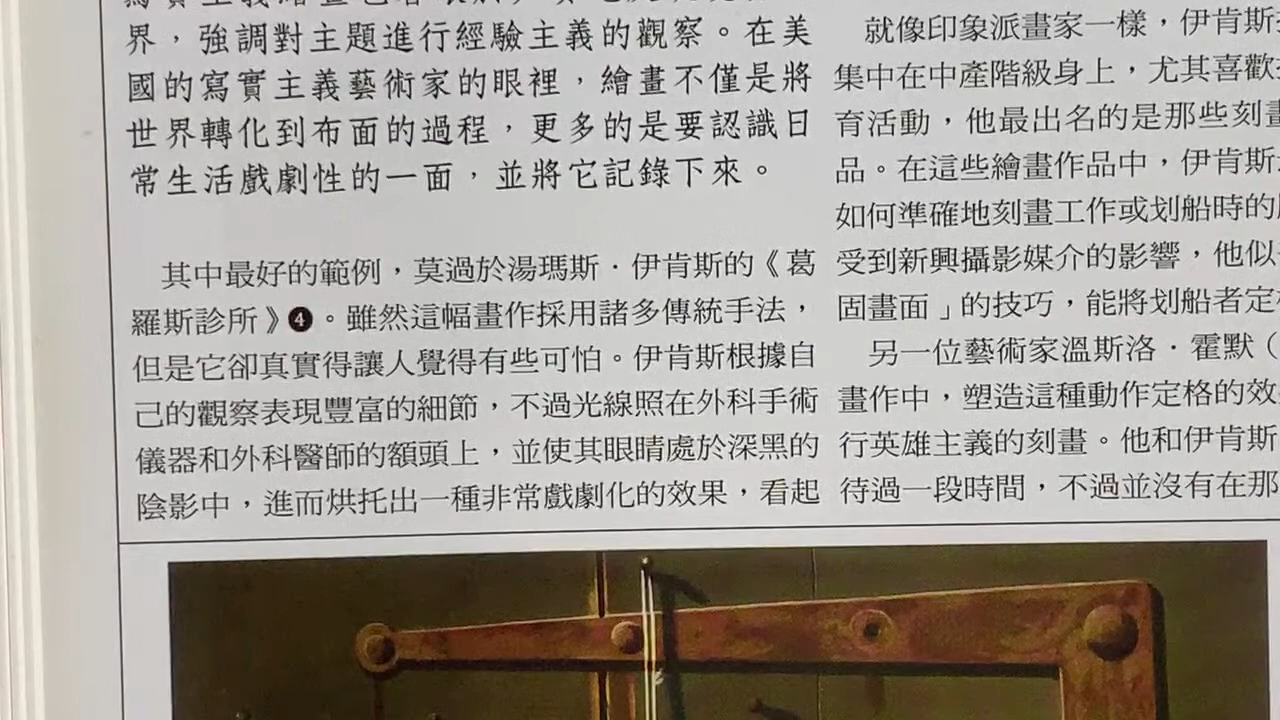 界，強調對主題進行經驗主義的觀察。在美
國的寫實主義藝術家的眼裡，繪畫不僅是將
世界轉化到布面的過程，更多的是要認識日
常生活戲劇性的一面，並將它記錄下來。
其中最好的範例，莫過於湯瑪斯．伊肯斯的《葛
羅斯診所》❹。雖然這幅畫作採用諸多傳統手法，
但是它卻真實得讓人覺得有些可怕。伊肯斯根據自
己的觀察表現豐富的細節，不過光線照在外科手術
儀器和外科醫師的額頭上，並使其眼睛處於深黑的
陰影中，進而烘托出一種非常戲劇化的效果，看起
就像印象派畫家一樣，伊肯斯
集中在中產階級身上，尤其喜歡
育活動，他最出名的是那些刻畫
品。在這些繪畫作品中，伊肯斯
如何準確地刻畫工作或划船時的
受到新興攝影媒介的影響，他似
固畫面」的技巧，能將划船者定
另一位藝術家溫斯洛．霍默（
畫作中，塑造這種動作定格的效
行英雄主義的刻畫。他和伊肯斯
待過一段時間，不過並沒有在那